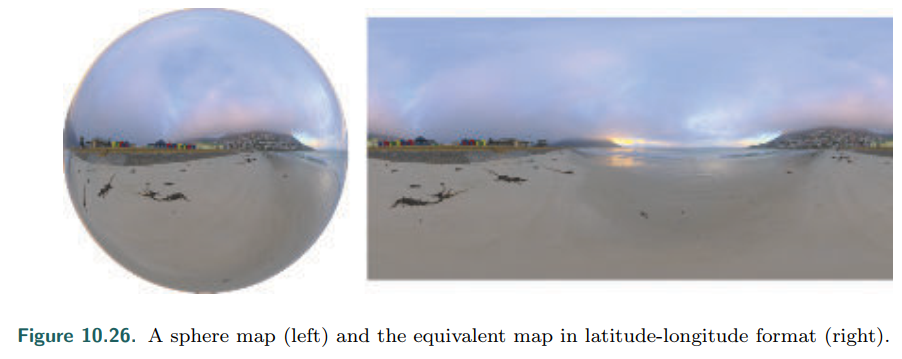 Figure 10.26. A sphere map (left) and the equivalent map in latitude-longitude format (right).